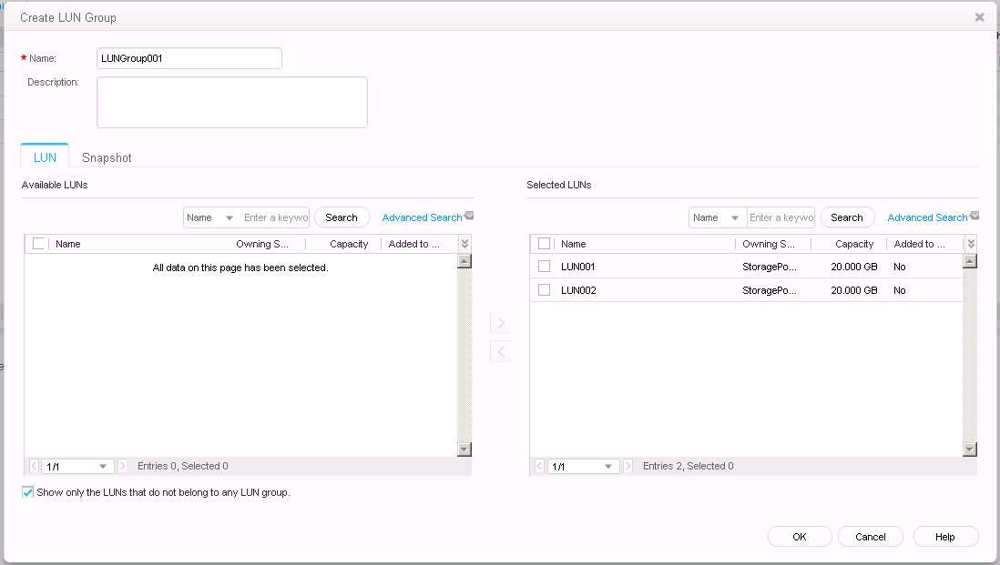 Create LUN Group
* Name: LUNGroup001
Description:
LUN Snapshot
Available LUNs
Name Enter a keywo Search Advanced Search
Name Owning S... Capacity Added to ...
All data on this page has been selected.
1/1 Entries 0, Selected 0
Show only the LUNs that do not belong to any LUN group.
Selected LUNs
Name Enter a keywo Search Advanced Search
Name Owning S... Capacity Added to ...
LUN001 StoragePo... 20.000 GB No
LUN002 StoragePo... 20.000 GB No
1/1 Entries 2, Selected 0
OK Cancel Help